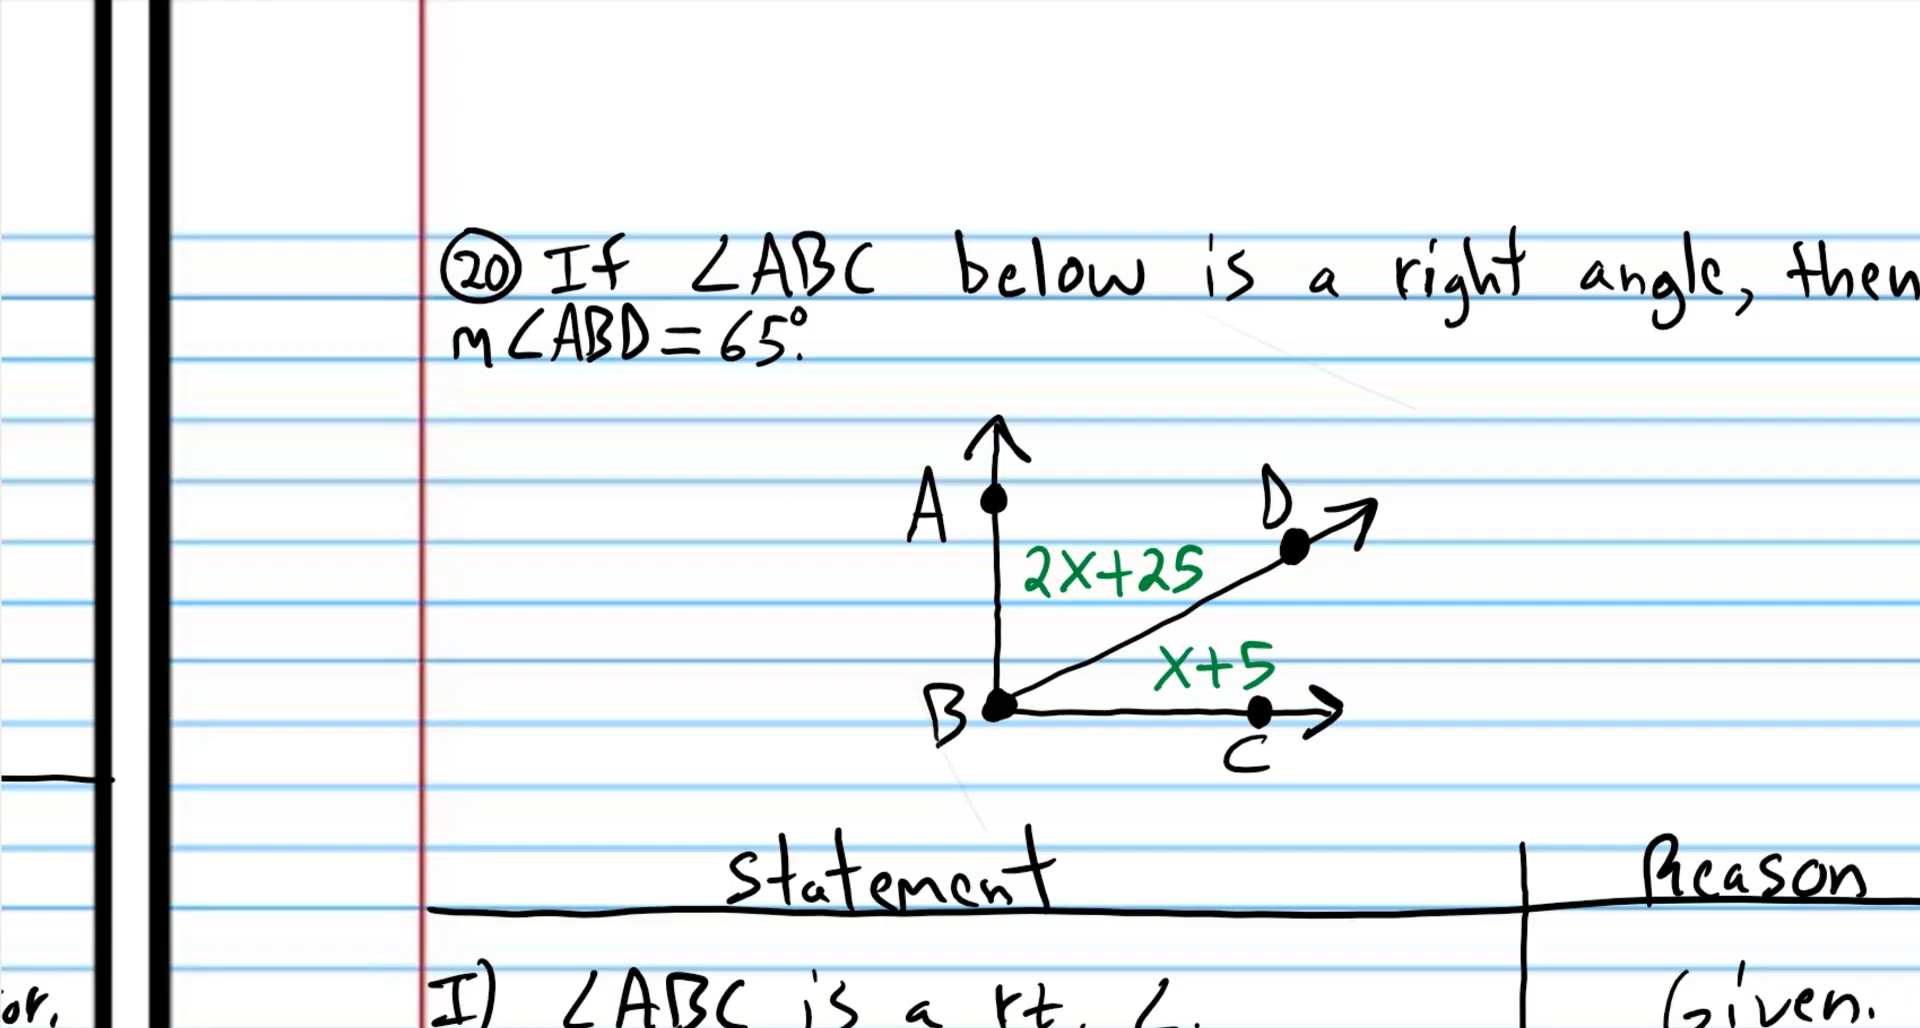 20 If ∠ABC below is a right angle, then
m∠ABD = 65°.
A
D
2x+25
x+5
B
C
Statement Reason
or.
I) ∠ABC is a rt. ∠. Given.